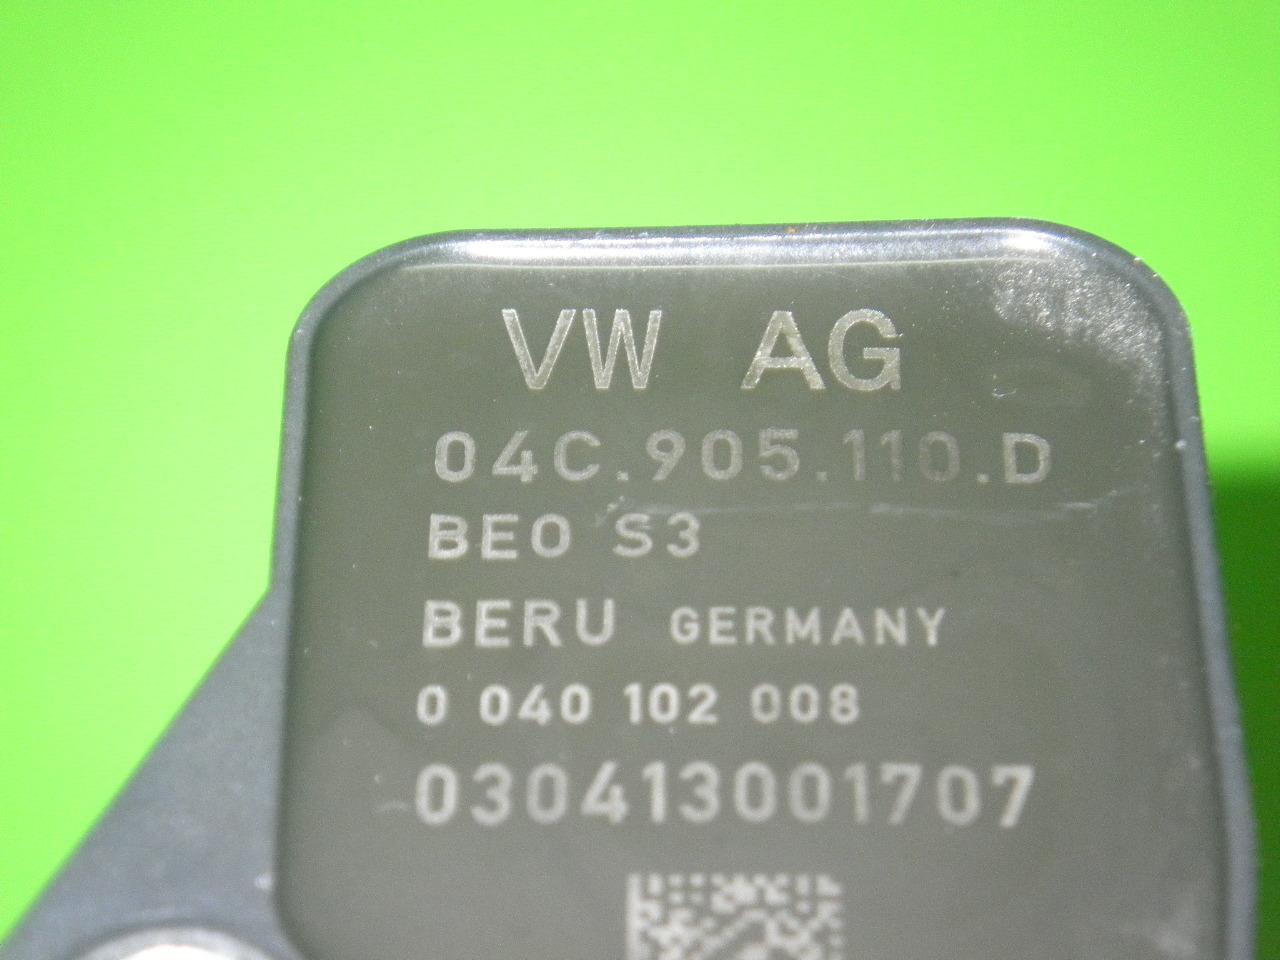 VW AG
04C.905.110.D
BEO S3
BERU GERMANY
0 040 102 008
030413001707